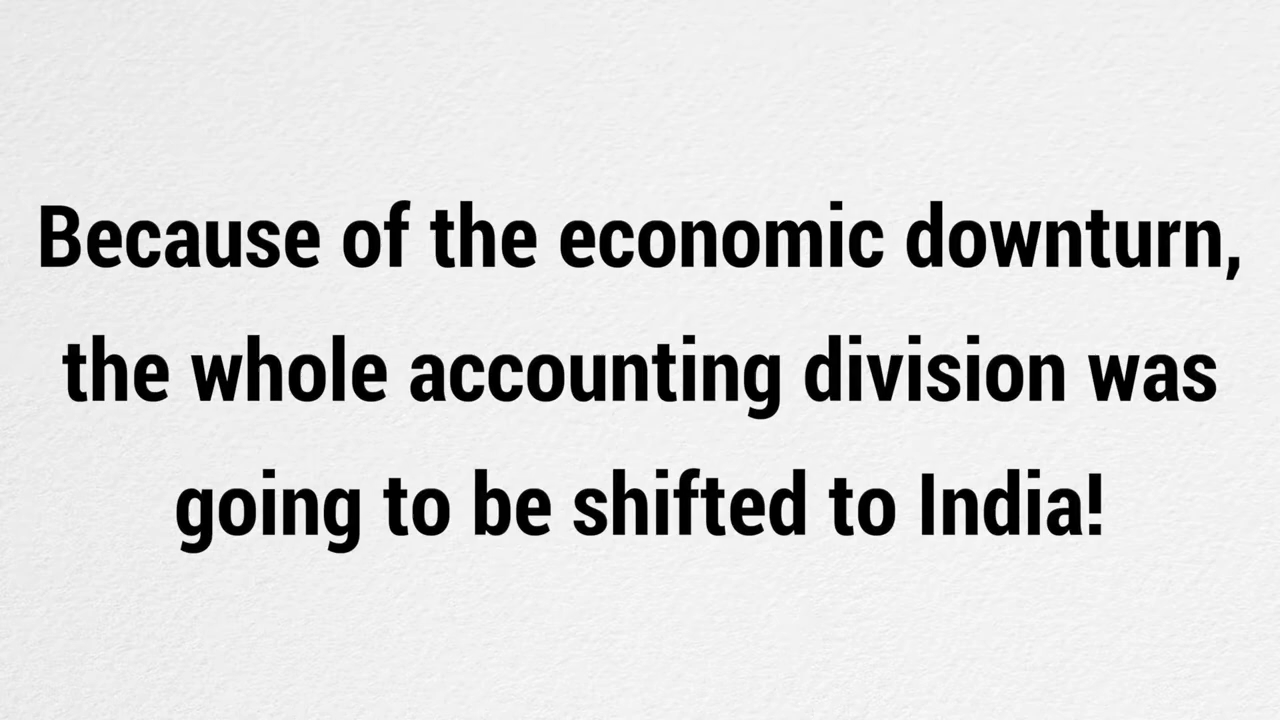 Because of the economic downturn,
the whole accounting division was
going to be shifted to India!